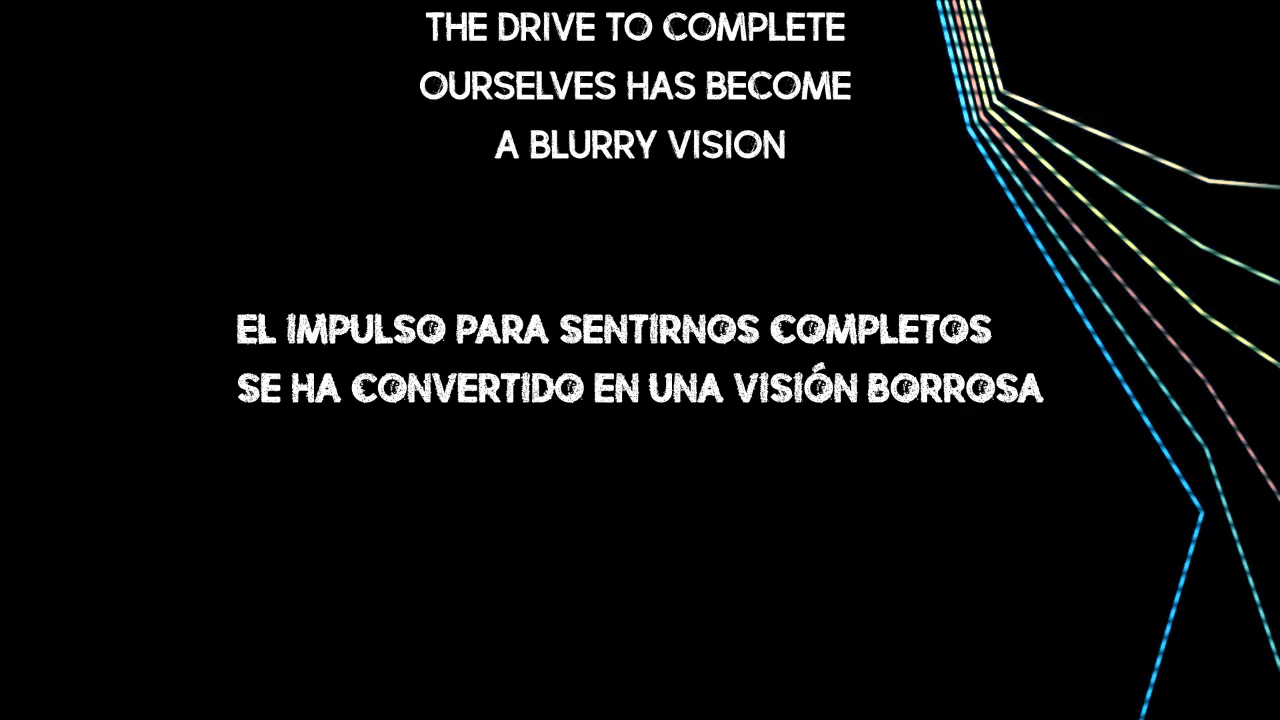 THE DRIVE TO COMPLETE
OURSELVES HAS BECOME
A BLURRY VISION
EL IMPULSO PARA SENTIRNOS COMPLETOS
SE HA CONVERTIDO EN UNA VISIÓN BORROSA